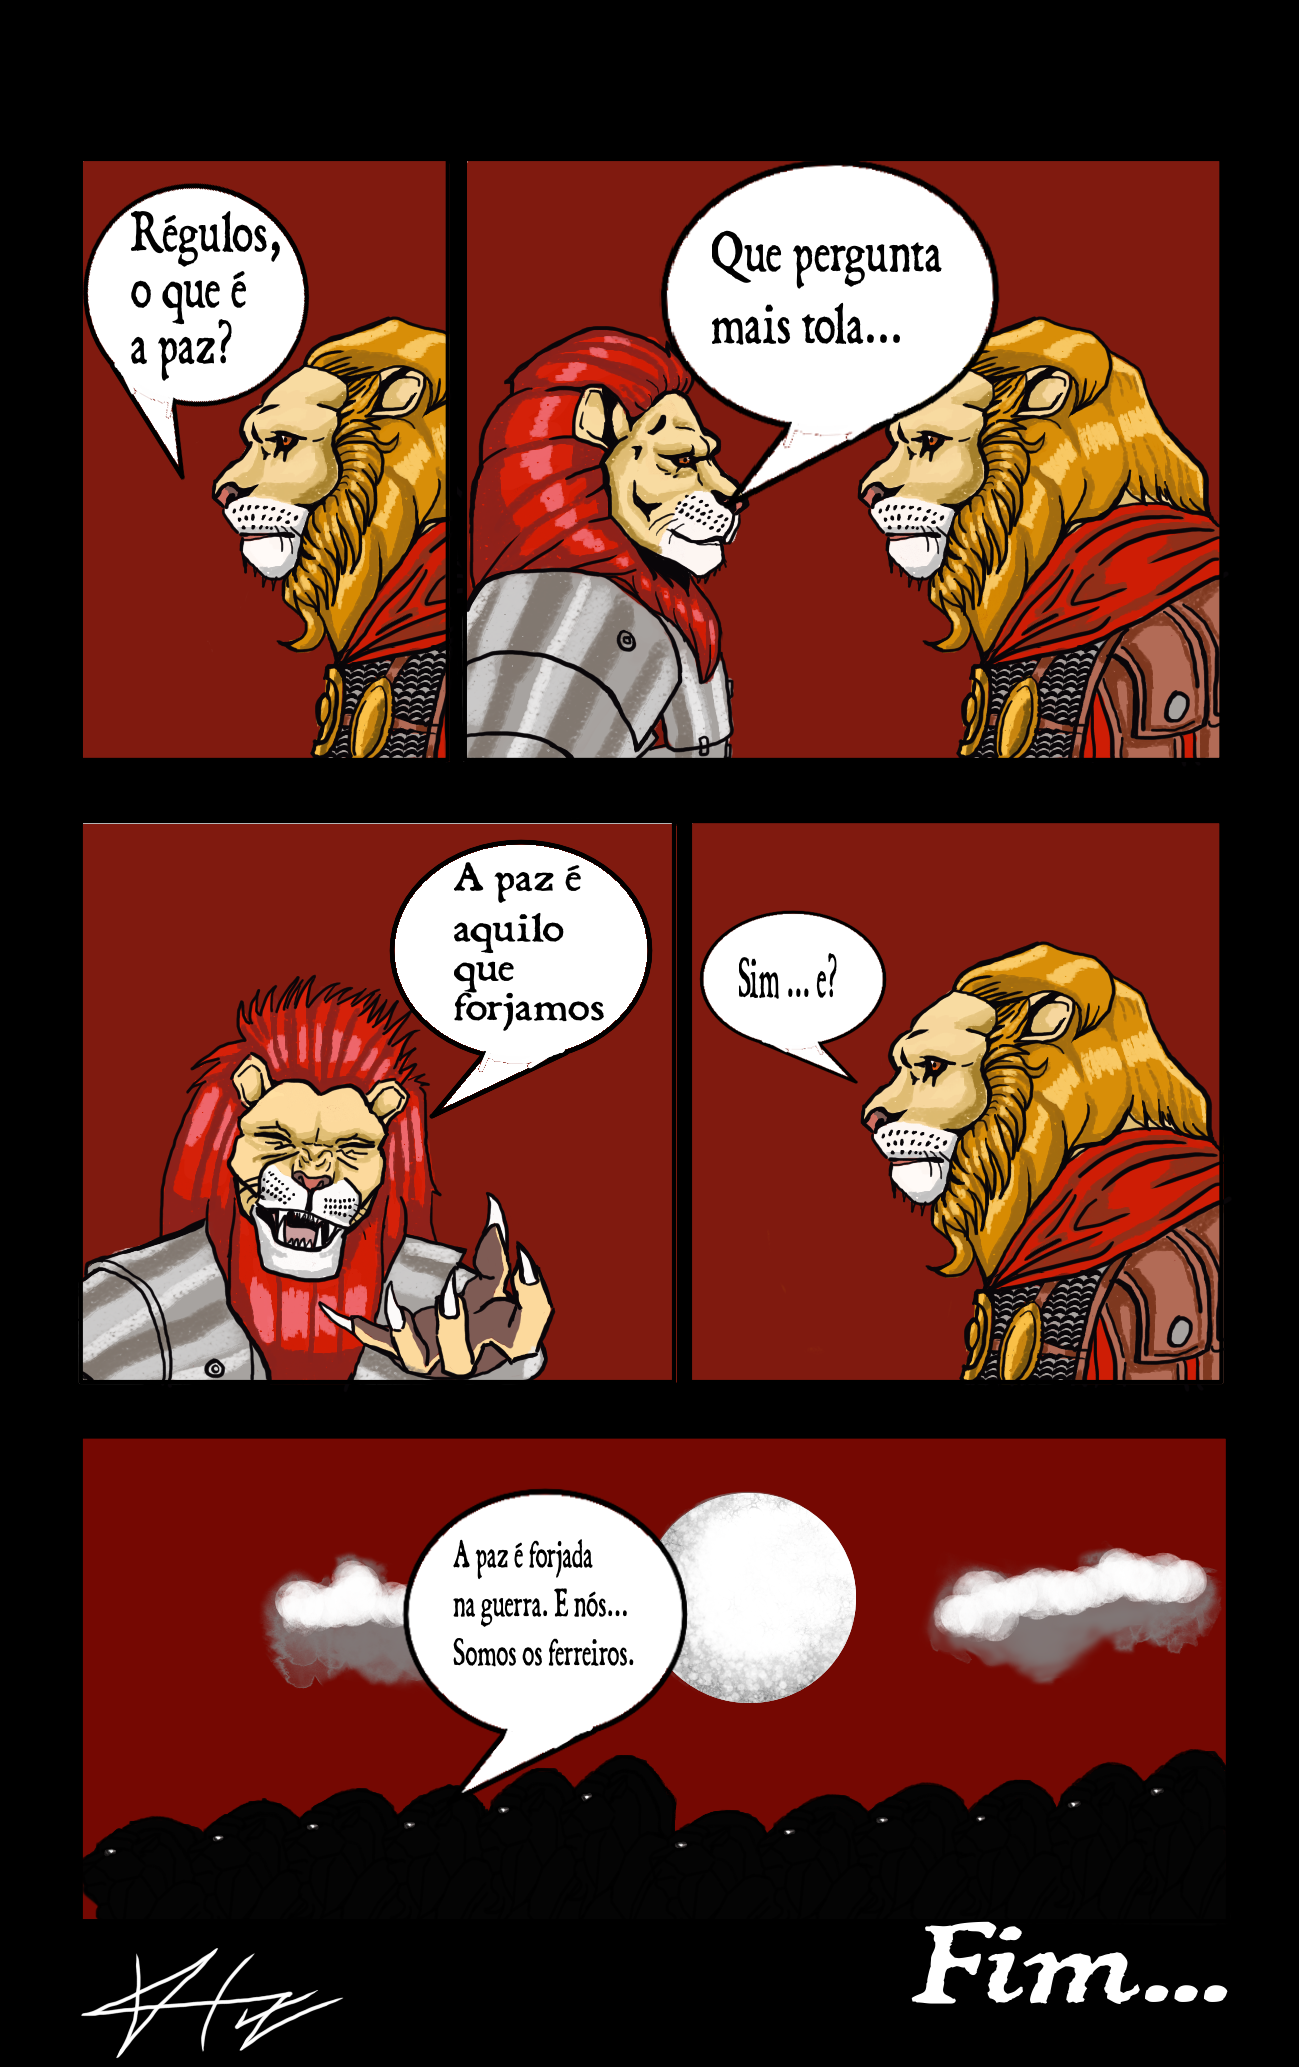 Régulos,
o que é
a paz?
Que pergunta
mais tola...
A paz é
aquilo
que
forjamos
Sim ... e?
A paz é forjada
na guerra. E nós...
Somos os ferreiros.
Fim...